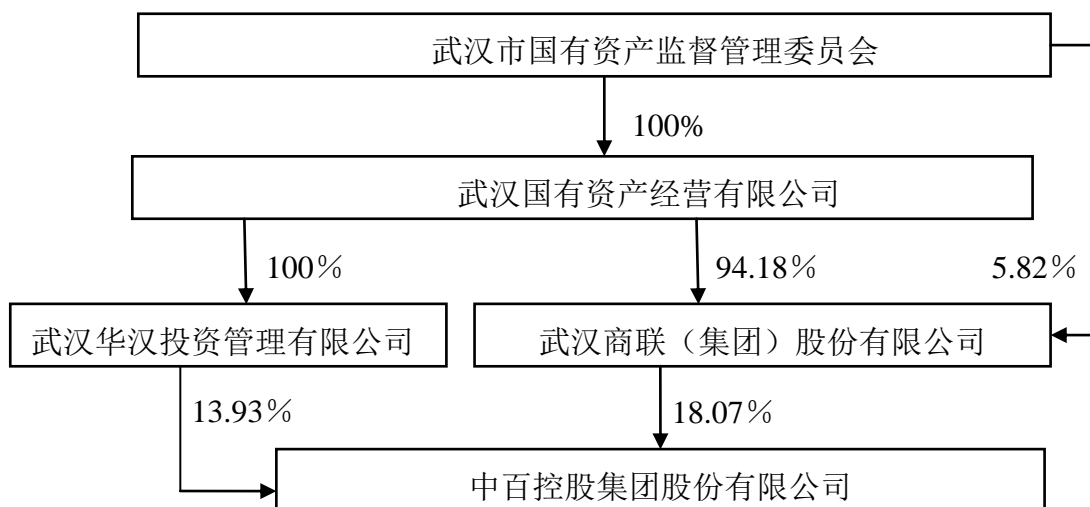 武汉市国有资产监督管理委员会
100%
武汉国有资产经营有限公司
100％
94.18％
5.82％
武汉华汉投资管理有限公司
武汉商联（集团）股份有限公司
13.93％
18.07％
中百控股集团股份有限公司